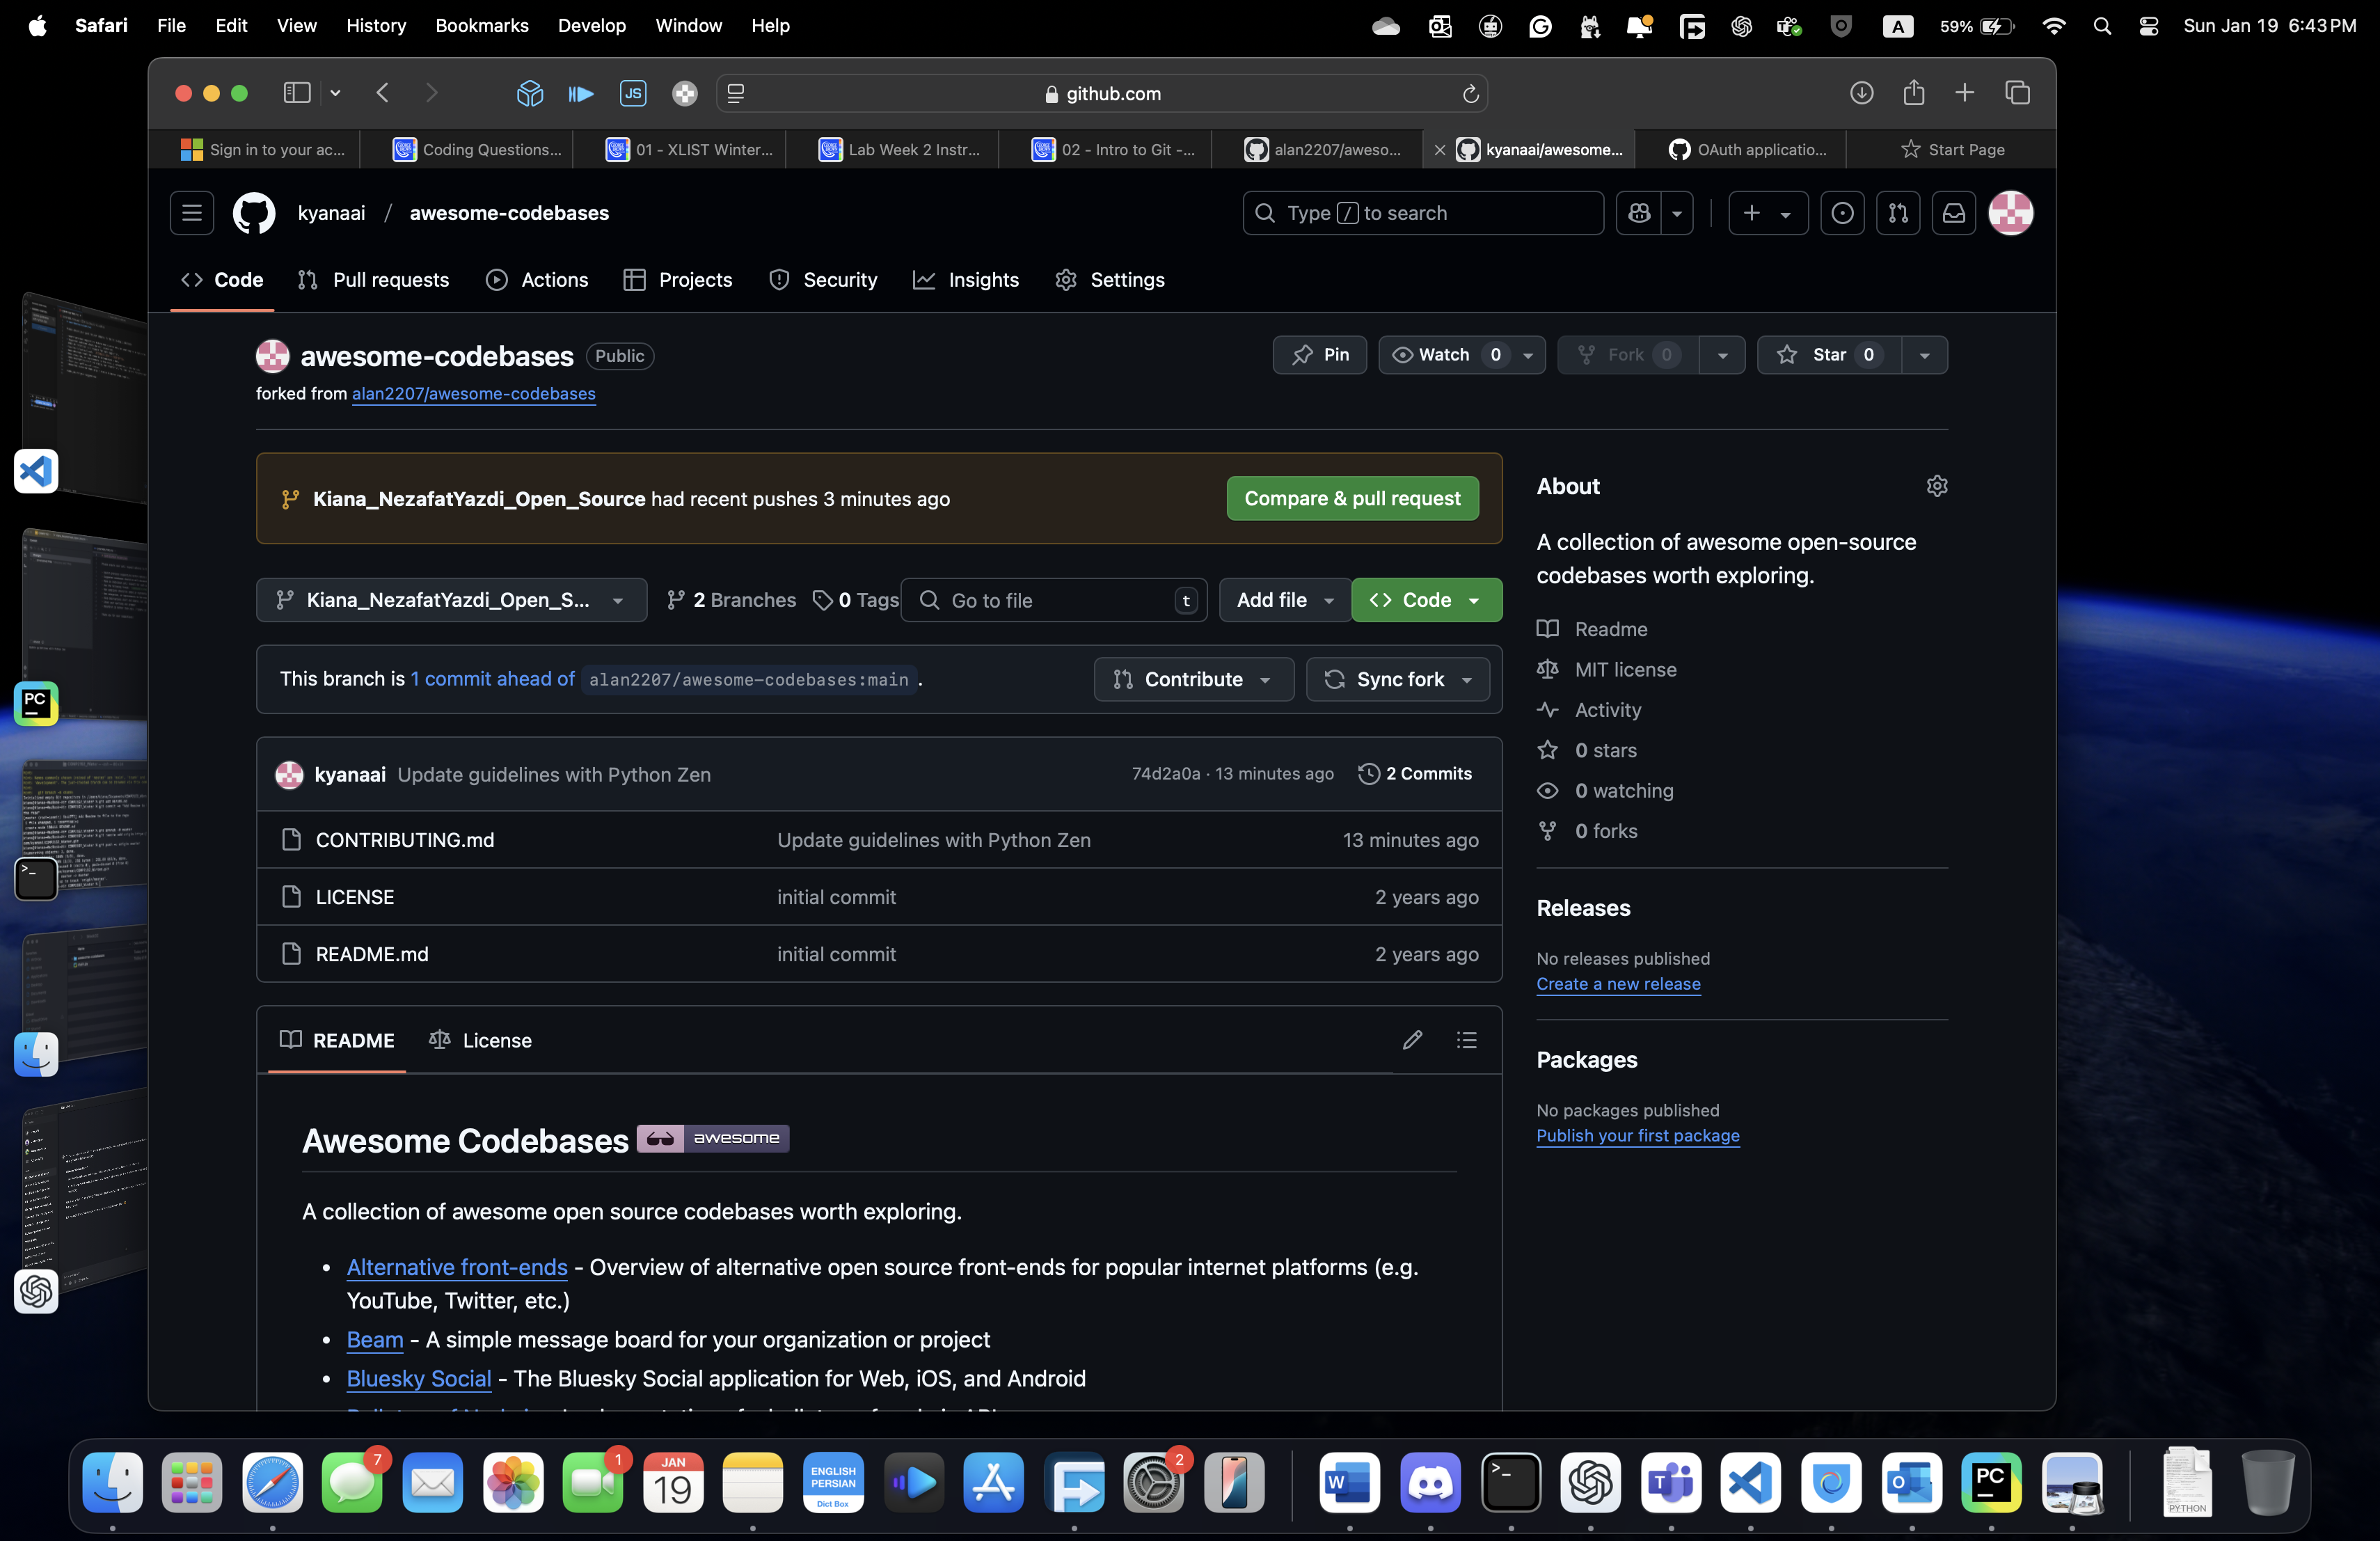 Safari File Edit View History Bookmarks Develop Window Help
A 59% Sun Jan 19 6:43 PM
JS github.com
Sign in to your ac...
Coding Questions...
01 - XLIST Winter...
Lab Week 2 Instr...
02 - Intro to Git -...
alan2207/aweso...
kyanaai/awesome...
OAuth applicatio...
Start Page
kyanaai / awesome-codebases
Type / to search
Code Pull requests Actions Projects Security Insights Settings
awesome-codebases Public
Pin Watch 0 Fork 0 Star 0
forked from alan2207/awesome-codebases
Kiana_NezafatYazdi_Open_Source had recent pushes 3 minutes ago
Compare & pull request
Kiana_NezafatYazdi_Open_S... 2 Branches 0 Tags Go to file t Add file Code
This branch is 1 commit ahead of alan2207/awesome-codebases:main .
Contribute Sync fork
kyanaai Update guidelines with Python Zen 74d2a0a · 13 minutes ago 2 Commits
CONTRIBUTING.md Update guidelines with Python Zen 13 minutes ago
LICENSE initial commit 2 years ago
README.md initial commit 2 years ago
README License
Awesome Codebases awesome
A collection of awesome open source codebases worth exploring.
• Alternative front-ends - Overview of alternative open source front-ends for popular internet platforms (e.g.
YouTube, Twitter, etc.)
• Beam - A simple message board for your organization or project
• Bluesky Social - The Bluesky Social application for Web, iOS, and Android
About
A collection of awesome open-source
codebases worth exploring.
Readme
MIT license
Activity
0 stars
0 watching
0 forks
Releases
No releases published
Create a new release
Packages
No packages published
Publish your first package
PC
7
1
JAN
19
ENGLISH
PERSIAN
Dict Box
2
W
T
O
PC
PYTHON